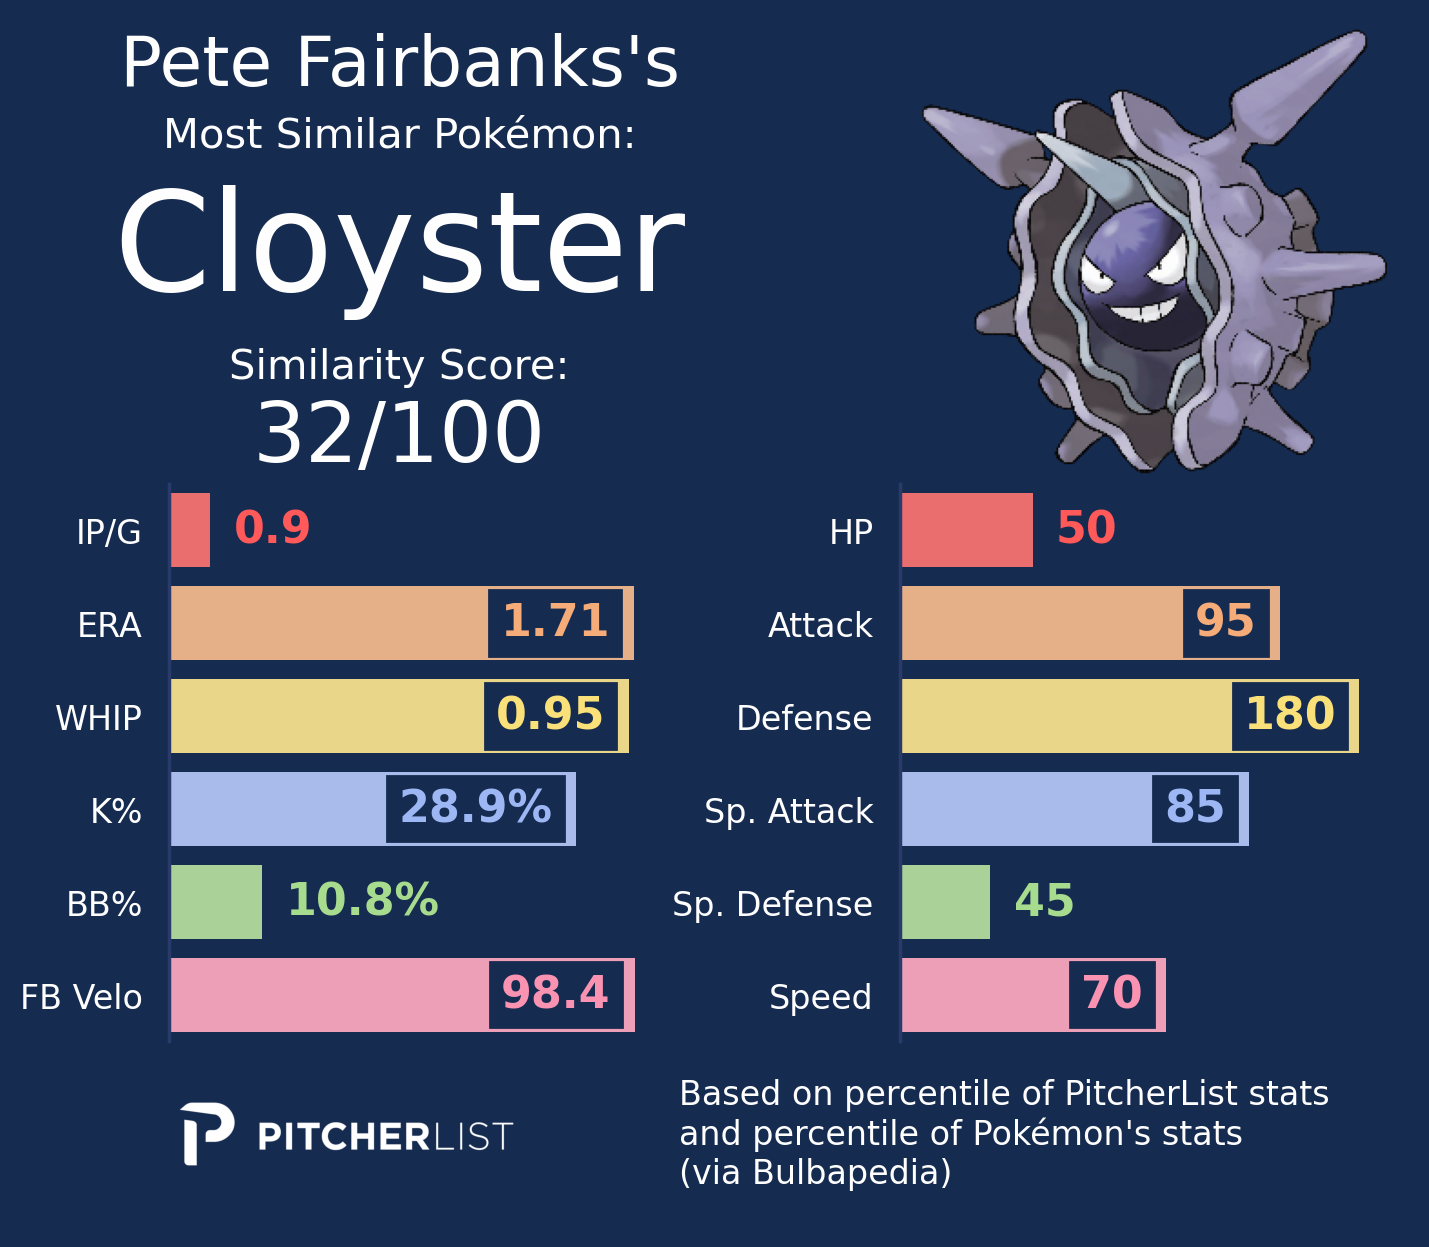 Pete Fairbanks's
Most Similar Pokémon:
Cloyster
Similarity Score:
32/100
IP/G 0.9
ERA 1.71
WHIP 0.95
K% 28.9%
BB% 10.8%
FB Velo 98.4
HP 50
Attack 95
Defense 180
Sp. Attack 85
Sp. Defense 45
Speed 70
PITCHERLIST
Based on percentile of PitcherList stats
and percentile of Pokémon's stats
(via Bulbapedia)